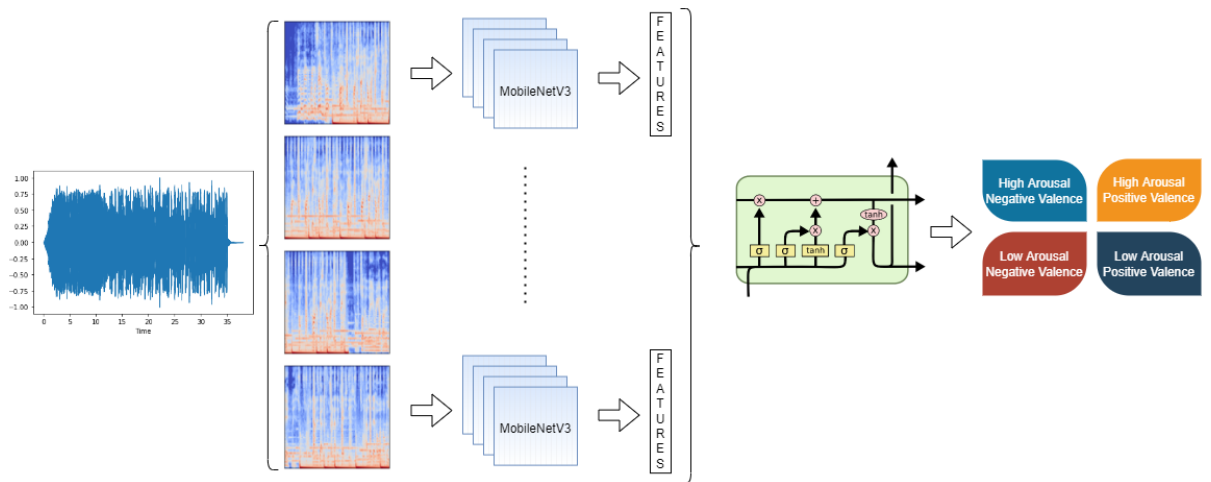 1.00
0.75
0.50
0.25
0.00
-0.25
-0.50
-0.75
-1.00
0 5 10 15 20 25 30 35
Time
MobileNetV3
F
E
A
T
U
R
E
S
MobileNetV3
F
E
A
T
U
R
E
S
x
+
tanh
x
x
σ
σ
tanh
σ
High Arousal
Negative Valence
High Arousal
Positive Valence
Low Arousal
Negative Valence
Low Arousal
Positive Valence